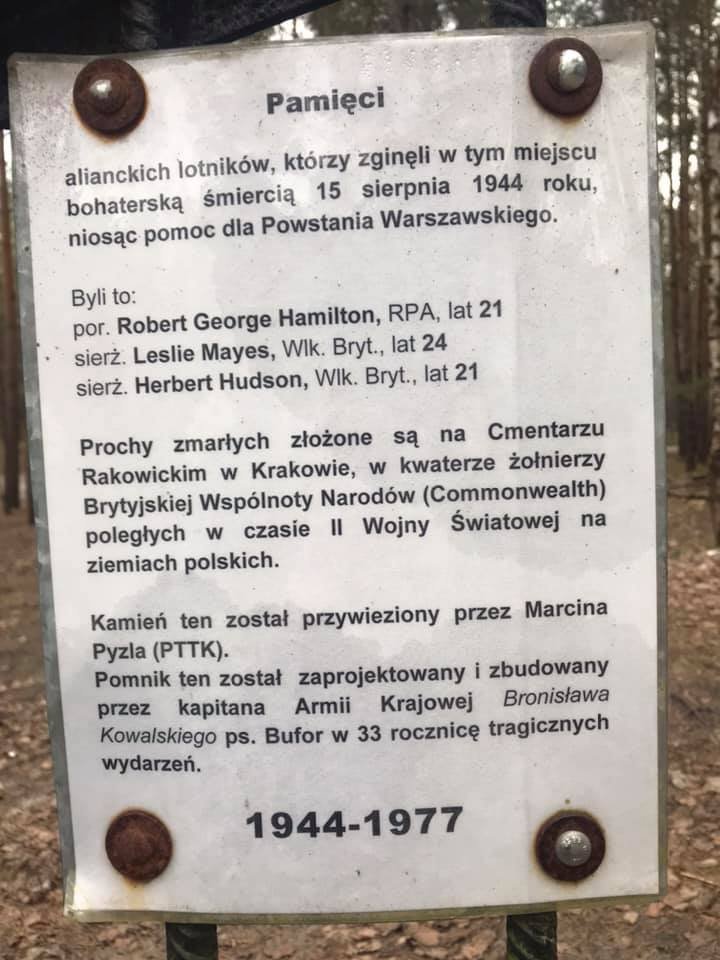 Pamięci
alianckich lotników, którzy zginęli w tym miejscu
bohaterską śmiercią 15 sierpnia 1944 roku,
niosąc pomoc dla Powstania Warszawskiego.
Byli to:
por. Robert George Hamilton, RPA, lat 21
sierż. Leslie Mayes, Wlk. Bryt., lat 24
sierż. Herbert Hudson, Wlk. Bryt., lat 21
Prochy zmarłych złożone są na Cmentarzu
Rakowickim w Krakowie, w kwaterze żołnierzy
Brytyjskiej Wspólnoty Narodów (Commonwealth)
poległych w czasie II Wojny Światowej na
ziemiach polskich.
Kamień ten został przywieziony przez Marcina
Pyzla (PTTK).
Pomnik ten został zaprojektowany i zbudowany
przez kapitana Armii Krajowej Bronisława
Kowalskiego ps. Bufor w 33 rocznicę tragicznych
wydarzeń.
1944-1977